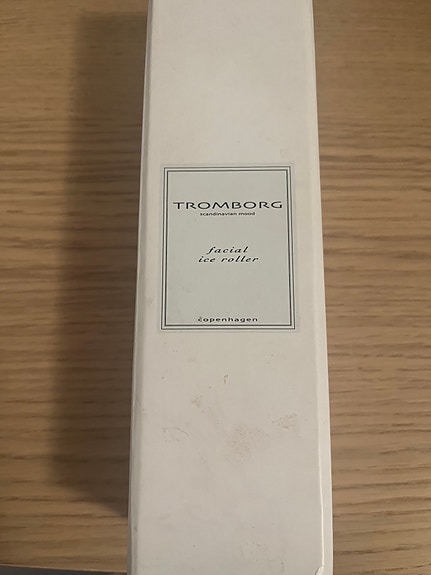 TROMBORG
scandinavian mood
facial
ice roller
copenhagen